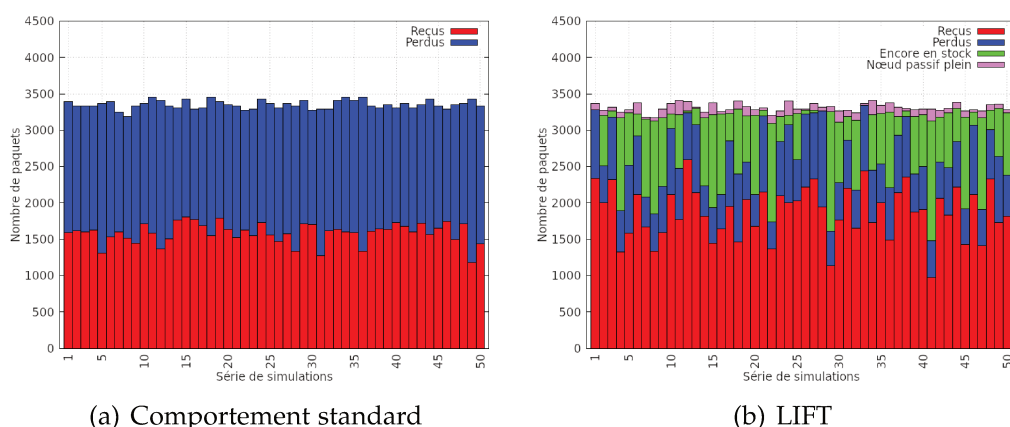 4500
4000
3500
3000
2500
2000
1500
1000
500
0
Nombre de paquets
Reçus
Perdus
1 5 10 15 20 25 30 35 40 45 50
Série de simulations
(a) Comportement standard
4500
4000
3500
3000
2500
2000
1500
1000
500
0
Nombre de paquets
Reçus
Perdus
Encore en stock
Nœud passif plein
1 5 10 15 20 25 30 35 40 45 50
Série de simulations
(b) LIFT